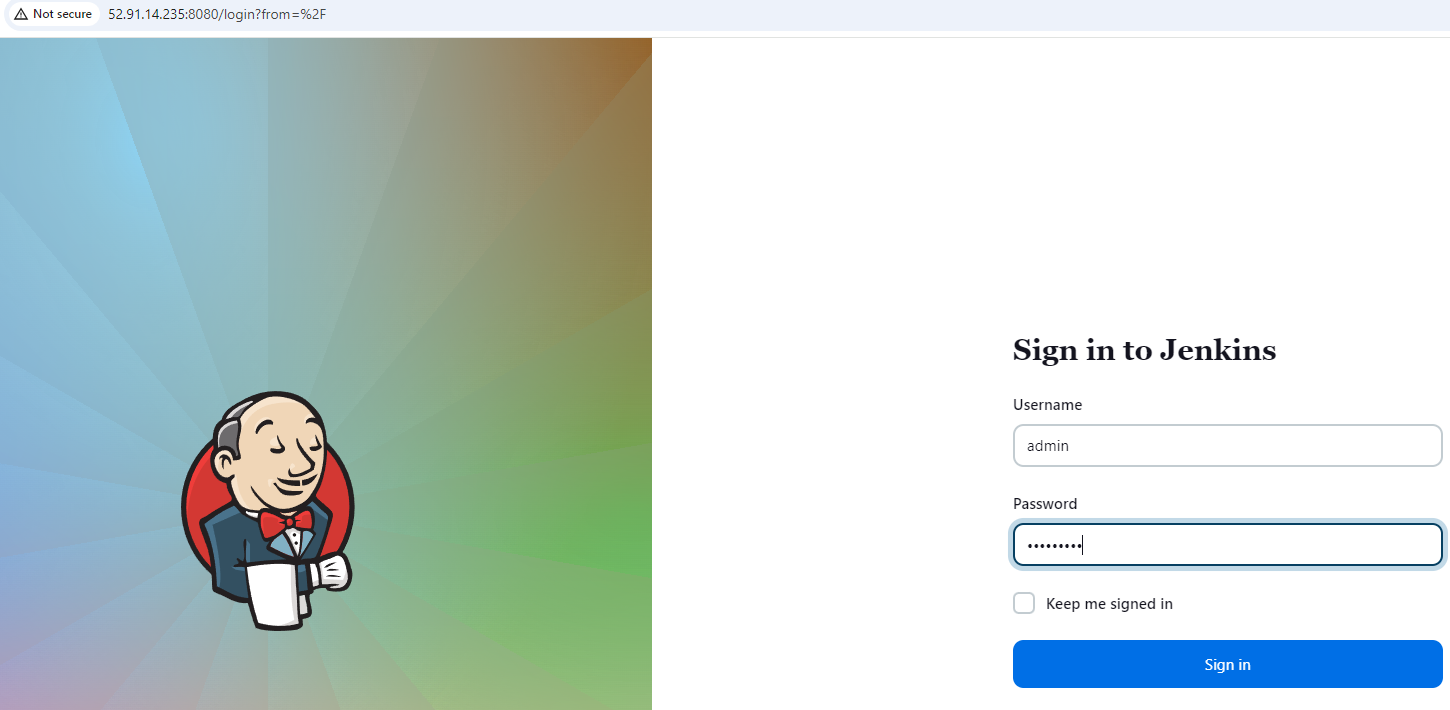 Not secure 52.91.14.235:8080/login?from=%2F
Sign in to Jenkins
Username
admin
Password
•••••••••
Keep me signed in
Sign in